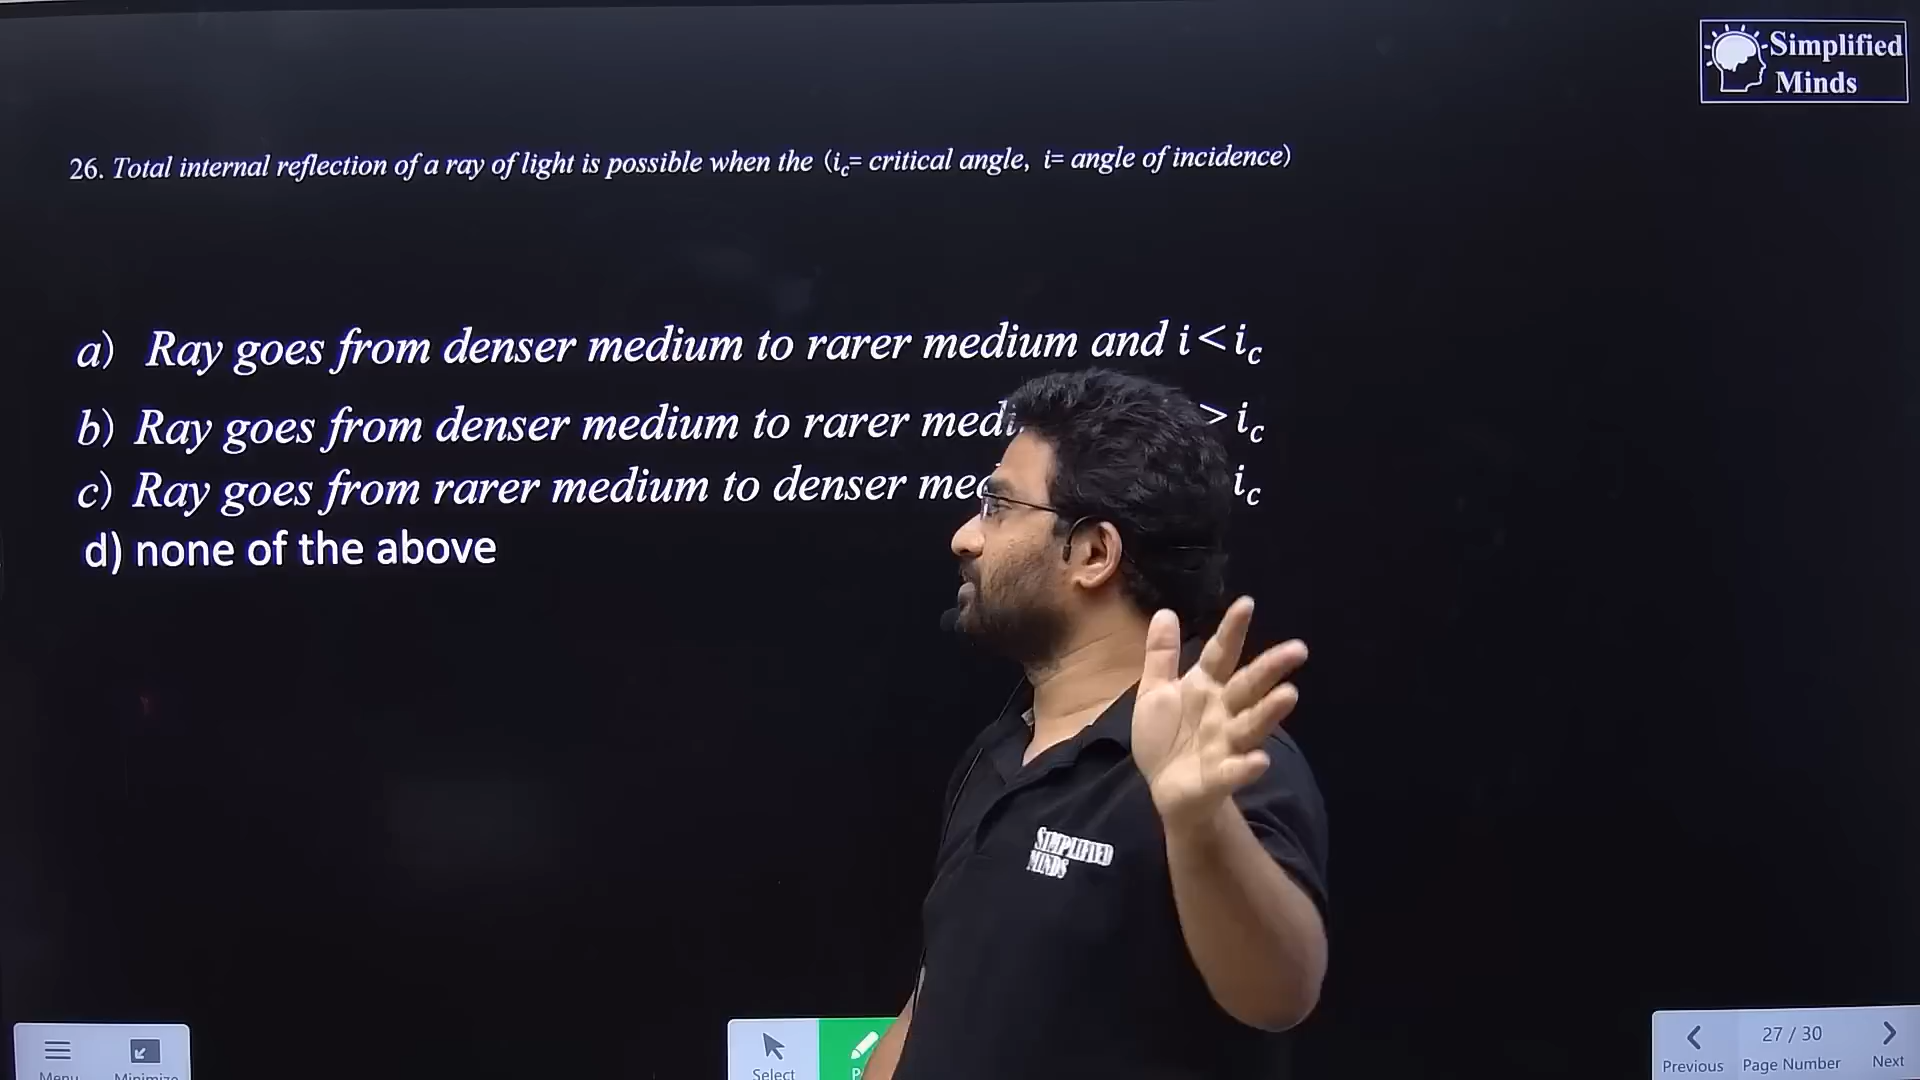 Simplified
Minds
26. Total internal reflection of a ray of light is possible when the (ic= critical angle, i= angle of incidence)
a) Ray goes from denser medium to rarer medium and i<ic
b) Ray goes from denser medium to rarer > ic
c) Ray goes from rarer medium to denser ic
d) none of the above
SIMPLIFIED
MINDS
Menu Minimize
Select
27 / 30
Previous Page Number Next